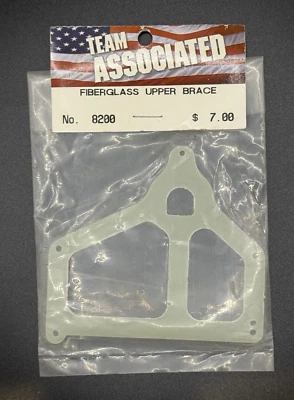 TEAM
ASSOCIATED
FIBERGLASS UPPER BRACE
No. 8200 $ 7.00